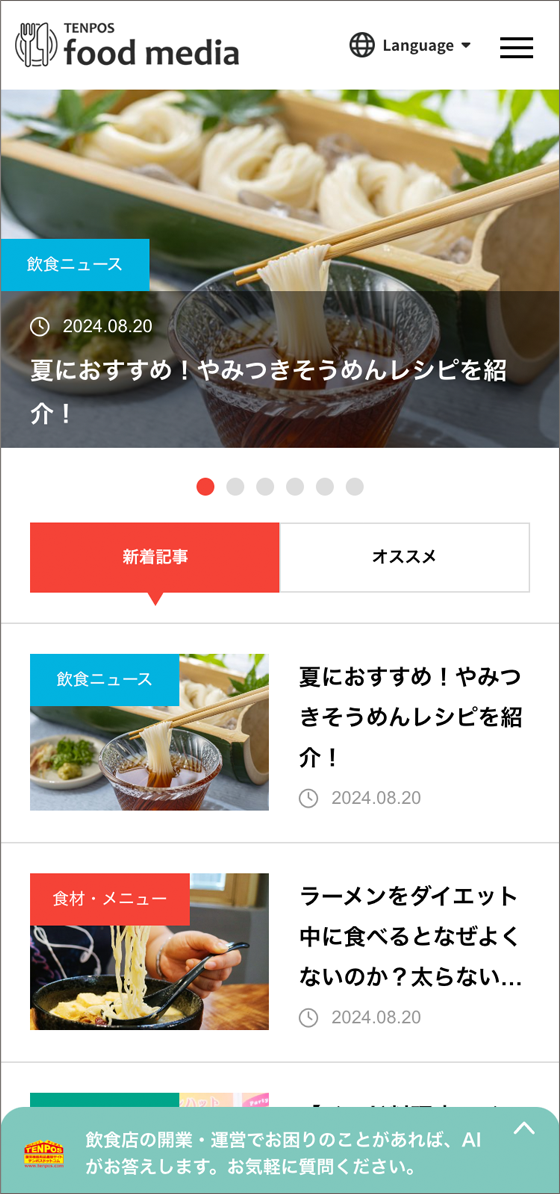 TENPOS
food media
Language
飲食ニュース
2024.08.20
夏におすすめ！やみつきそうめんレシピを紹
介！
新着記事
オススメ
飲食ニュース
夏におすすめ！やみつ
きそうめんレシピを紹
介！
2024.08.20
食材・メニュー
ラーメンをダイエット
中に食べるとなぜよく
ないのか？太らない…
2024.08.20
TENPOS
www.tenpos.com
飲食店の開業・運営でお困りのことがあれば、AI
がお答えします。お気軽に質問ください。